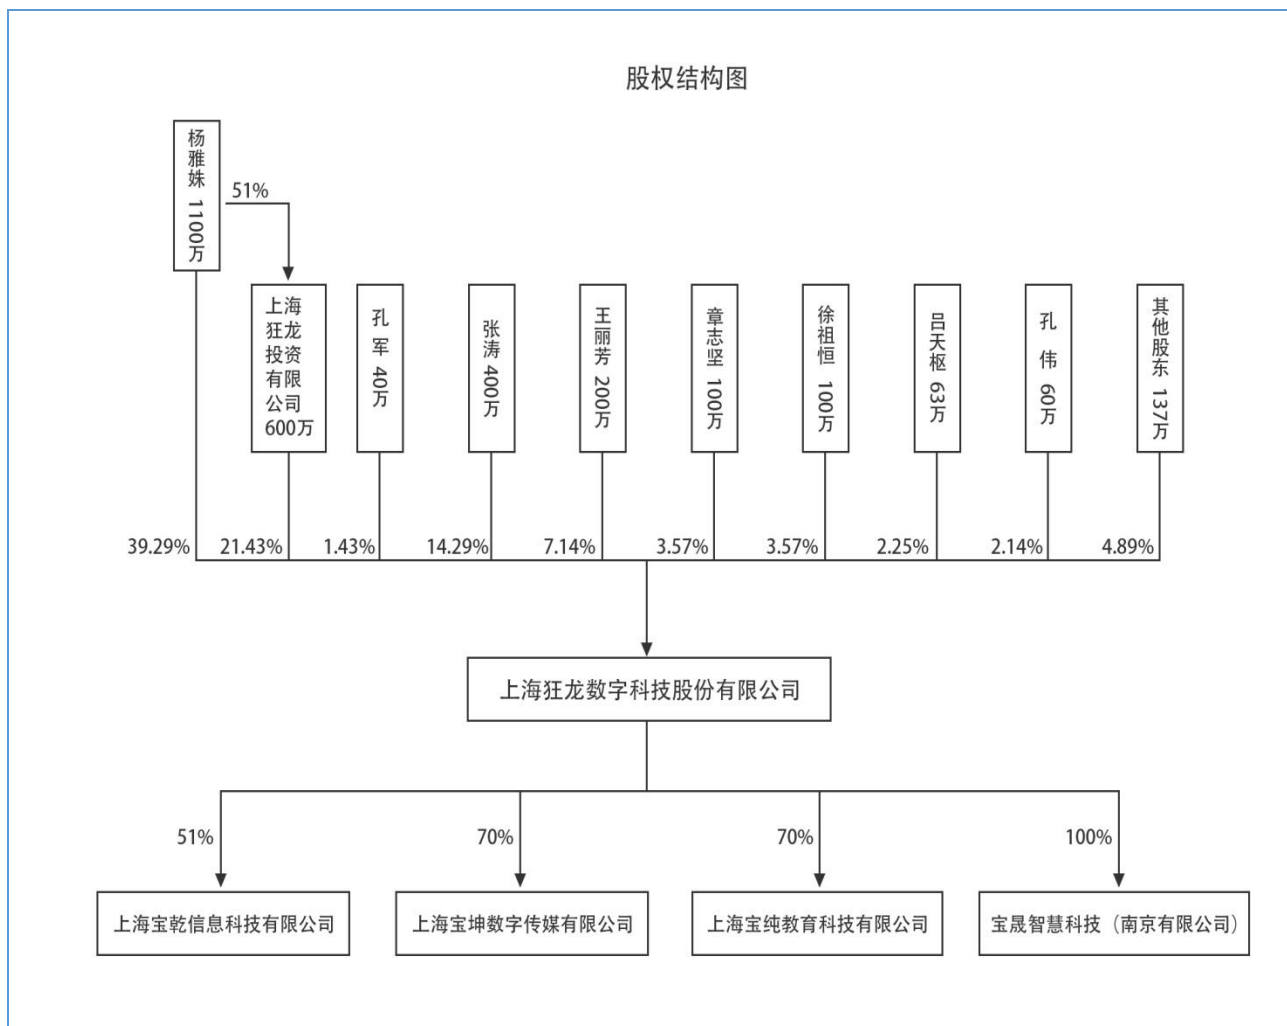 股权结构图
杨雅姝 1100万
51%
上海
狂龙
投资
有限
公司
600万
孔 军 40万
张涛 400万
王丽芳 200万
章志坚 100万
徐祖恒 100万
吕天枢 63万
孔 伟 60万
其他股东 137万
39.29%
21.43%
1.43%
14.29%
7.14%
3.57%
3.57%
2.25%
2.14%
4.89%
上海狂龙数字科技股份有限公司
51%
70%
70%
100%
上海宝乾信息科技有限公司
上海宝坤数字传媒有限公司
上海宝纯教育科技有限公司
宝晟智慧科技（南京有限公司）